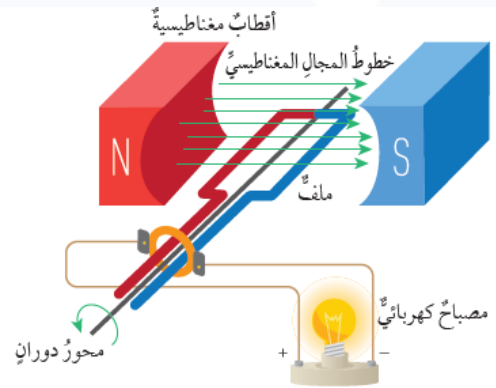 أقطابٌ مغناطيسيةٌ
خطوطُ المجالِ المغناطيسيِّ
N
S
ملفٌّ
مصباحٌ كهربائيٌّ
+
−
محورُ دورانٍ